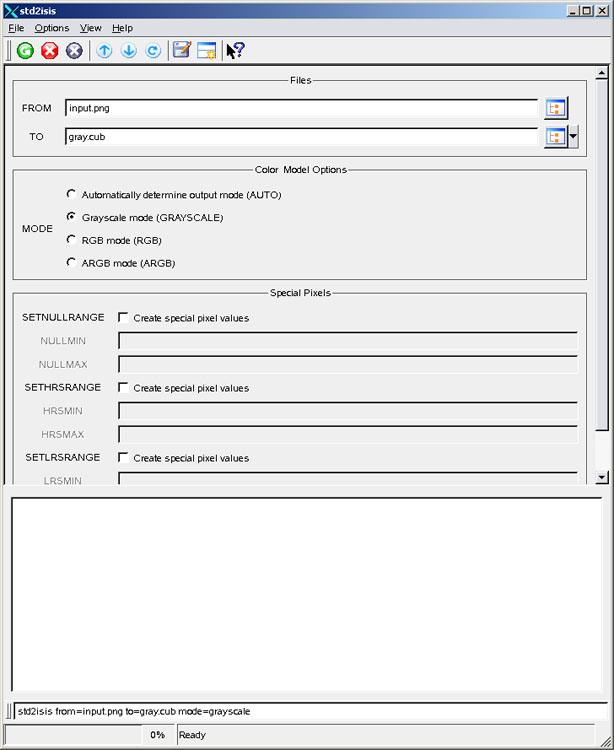 std2isis
File Options View Help
Files
FROM input.png
TO gray.cub
Color Model Options
MODE
Automatically determine output mode (AUTO)
Grayscale mode (GRAYSCALE)
RGB mode (RGB)
ARGB mode (ARGB)
Special Pixels
SETNULLRANGE Create special pixel values
NULLMIN
NULLMAX
SETHRSRANGE Create special pixel values
HRSMIN
HRSMAX
SETLRSRANGE Create special pixel values
LRSMIN
std2isis from=input.png to=gray.cub mode=grayscale
0% Ready